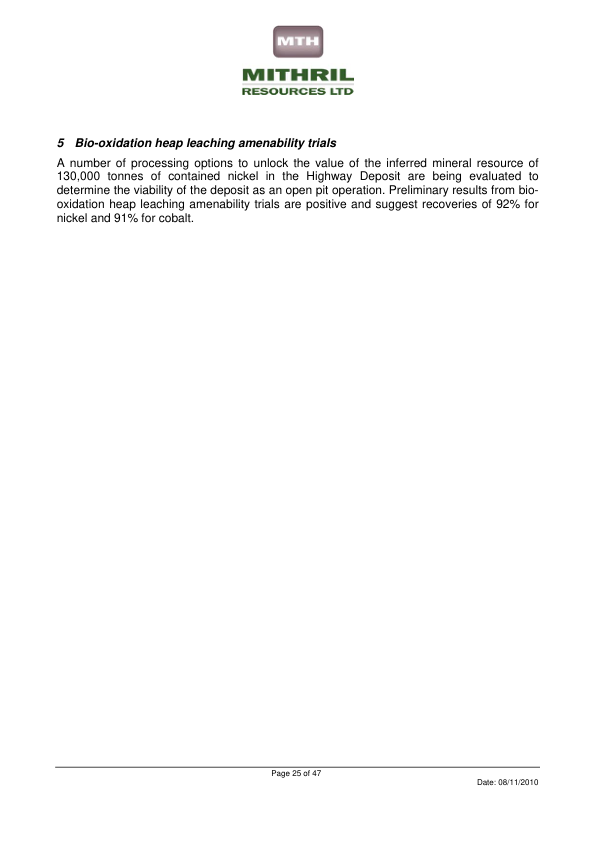 MTH
MITHRIL
RESOURCES LTD
5 Bio-oxidation heap leaching amenability trials
A number of processing options to unlock the value of the inferred mineral resource of
130,000 tonnes of contained nickel in the Highway Deposit are being evaluated to
determine the viability of the deposit as an open pit operation. Preliminary results from bio-
oxidation heap leaching amenability trials are positive and suggest recoveries of 92% for
nickel and 91% for cobalt.
Page 25 of 47
Date: 08/11/2010